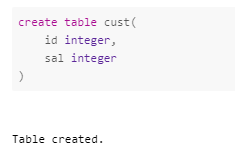 create table cust(
    id integer,
    sal integer
)
Table created.